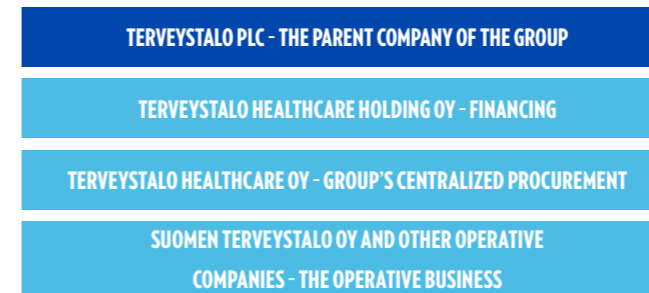 TERVEYSTALO PLC - THE PARENT COMPANY OF THE GROUP
TERVEYSTALO HEALTHCARE HOLDING OY - FINANCING
TERVEYSTALO HEALTHCARE OY - GROUP'S CENTRALIZED PROCUREMENT
SUOMEN TERVEYSTALO OY AND OTHER OPERATIVE
COMPANIES - THE OPERATIVE BUSINESS